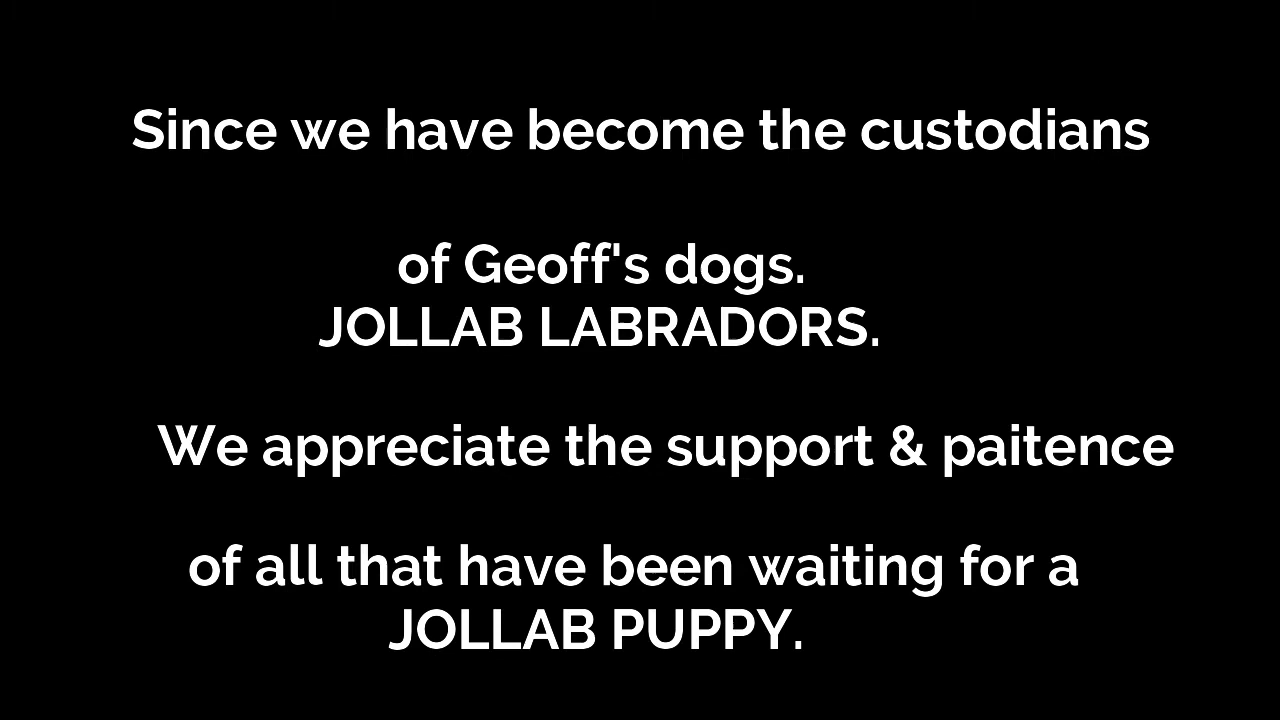 Since we have become the custodians
of Geoff's dogs.
JOLLAB LABRADORS.
We appreciate the support & paitence
of all that have been waiting for a
JOLLAB PUPPY.